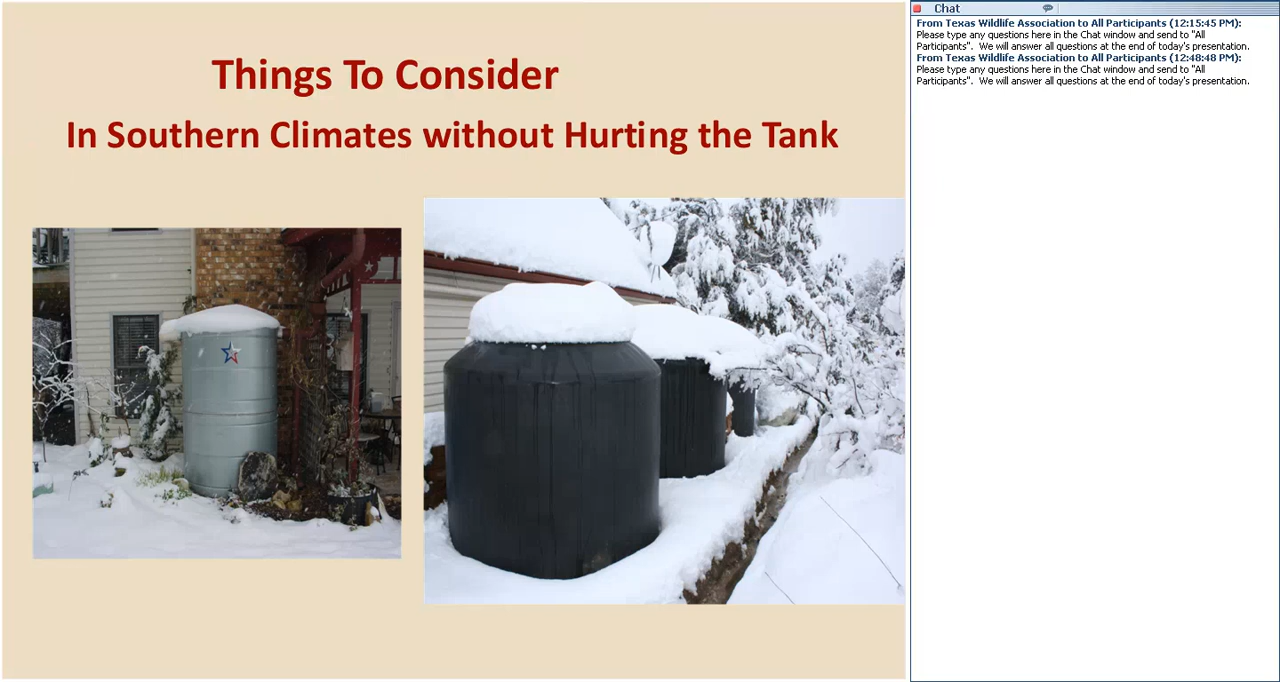 Things To Consider
In Southern Climates without Hurting the Tank
Chat
From Texas Wildlife Association to All Participants (12:15:45 PM):
Please type any questions here in the Chat window and send to "All
Participants".  We will answer all questions at the end of today's presentation.
From Texas Wildlife Association to All Participants (12:48:48 PM):
Please type any questions here in the Chat window and send to "All
Participants".  We will answer all questions at the end of today's presentation.